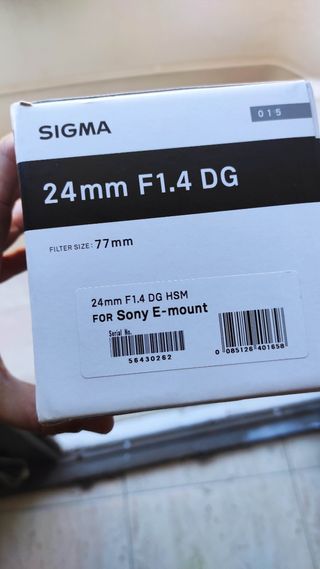 SIGMA
015
24mm F1.4 DG
FILTER SIZE: 77mm
24mm F1.4 DG HSM
FOR Sony E-mount
Serial No.
56430262
0 085126 401658